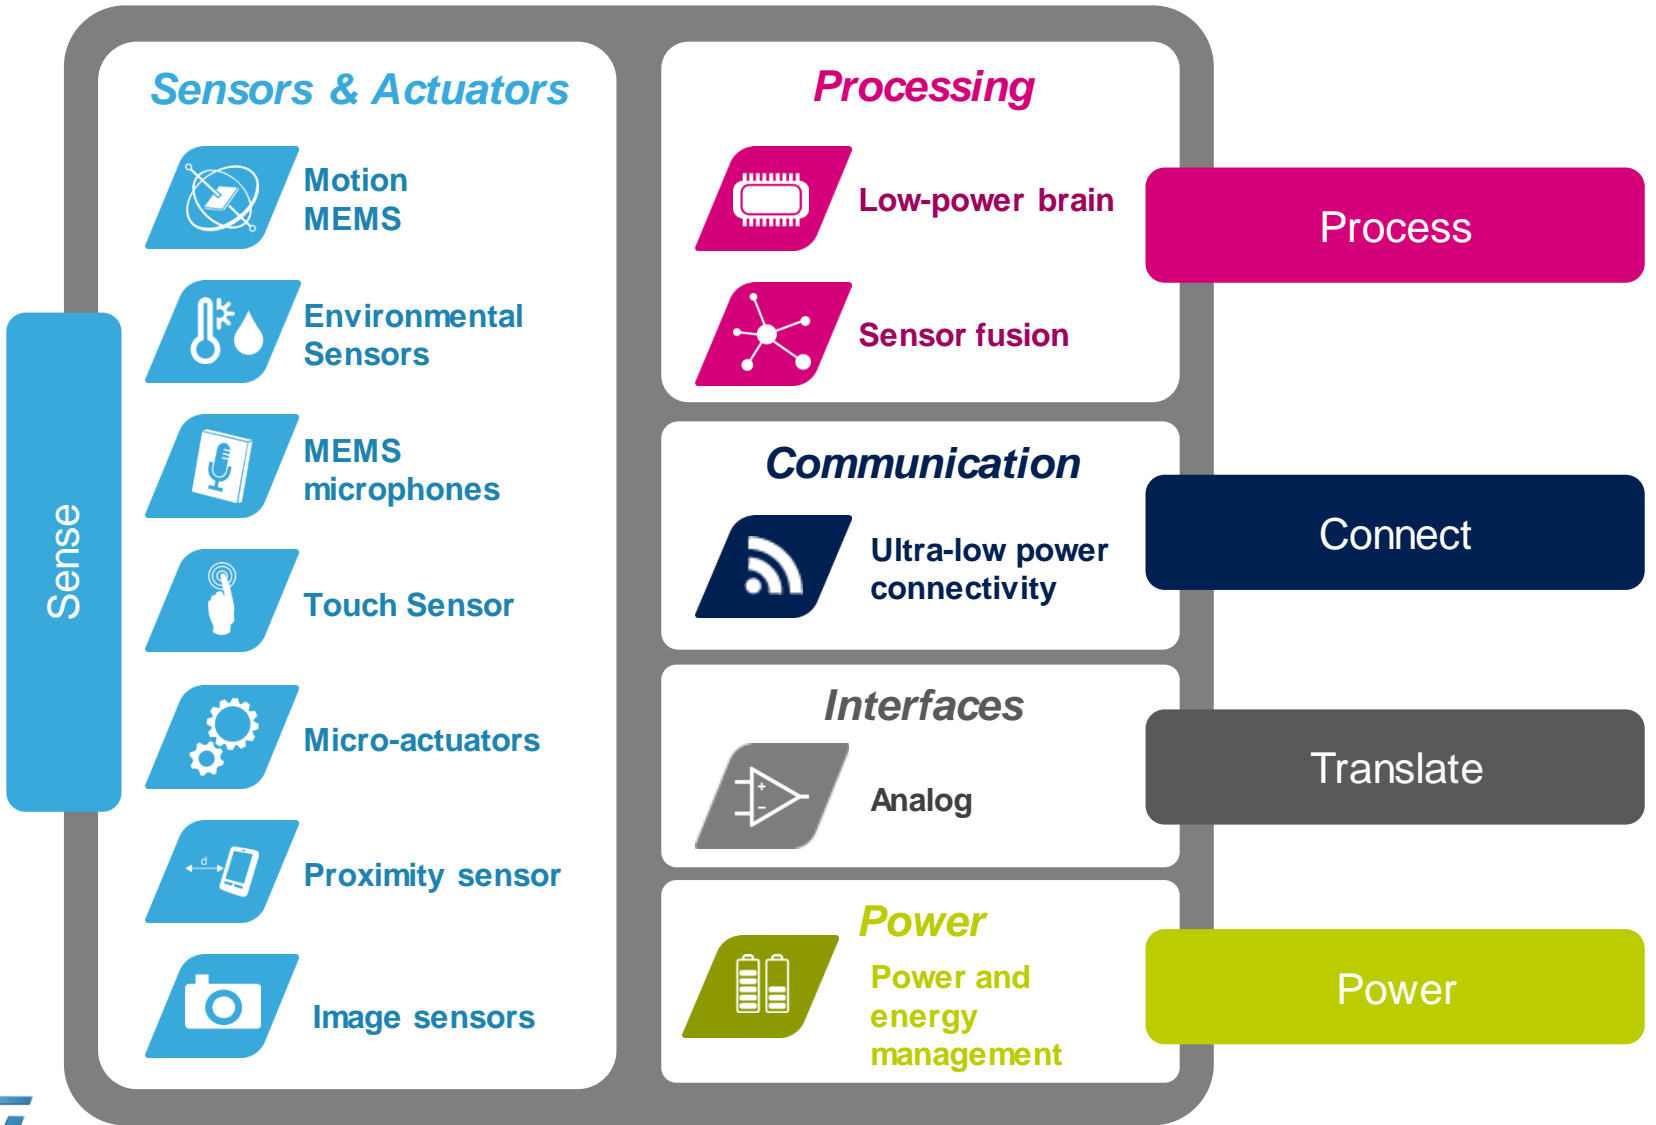 Sense
Sensors & Actuators
Motion
MEMS
Environmental
Sensors
MEMS
microphones
Touch Sensor
Micro-actuators
d
Proximity sensor
Image sensors
Processing
Low-power brain
Sensor fusion
Process
Communication
Ultra-low power
connectivity
Connect
Interfaces
+
-
Analog
Translate
Power
Power and
energy
management
Power